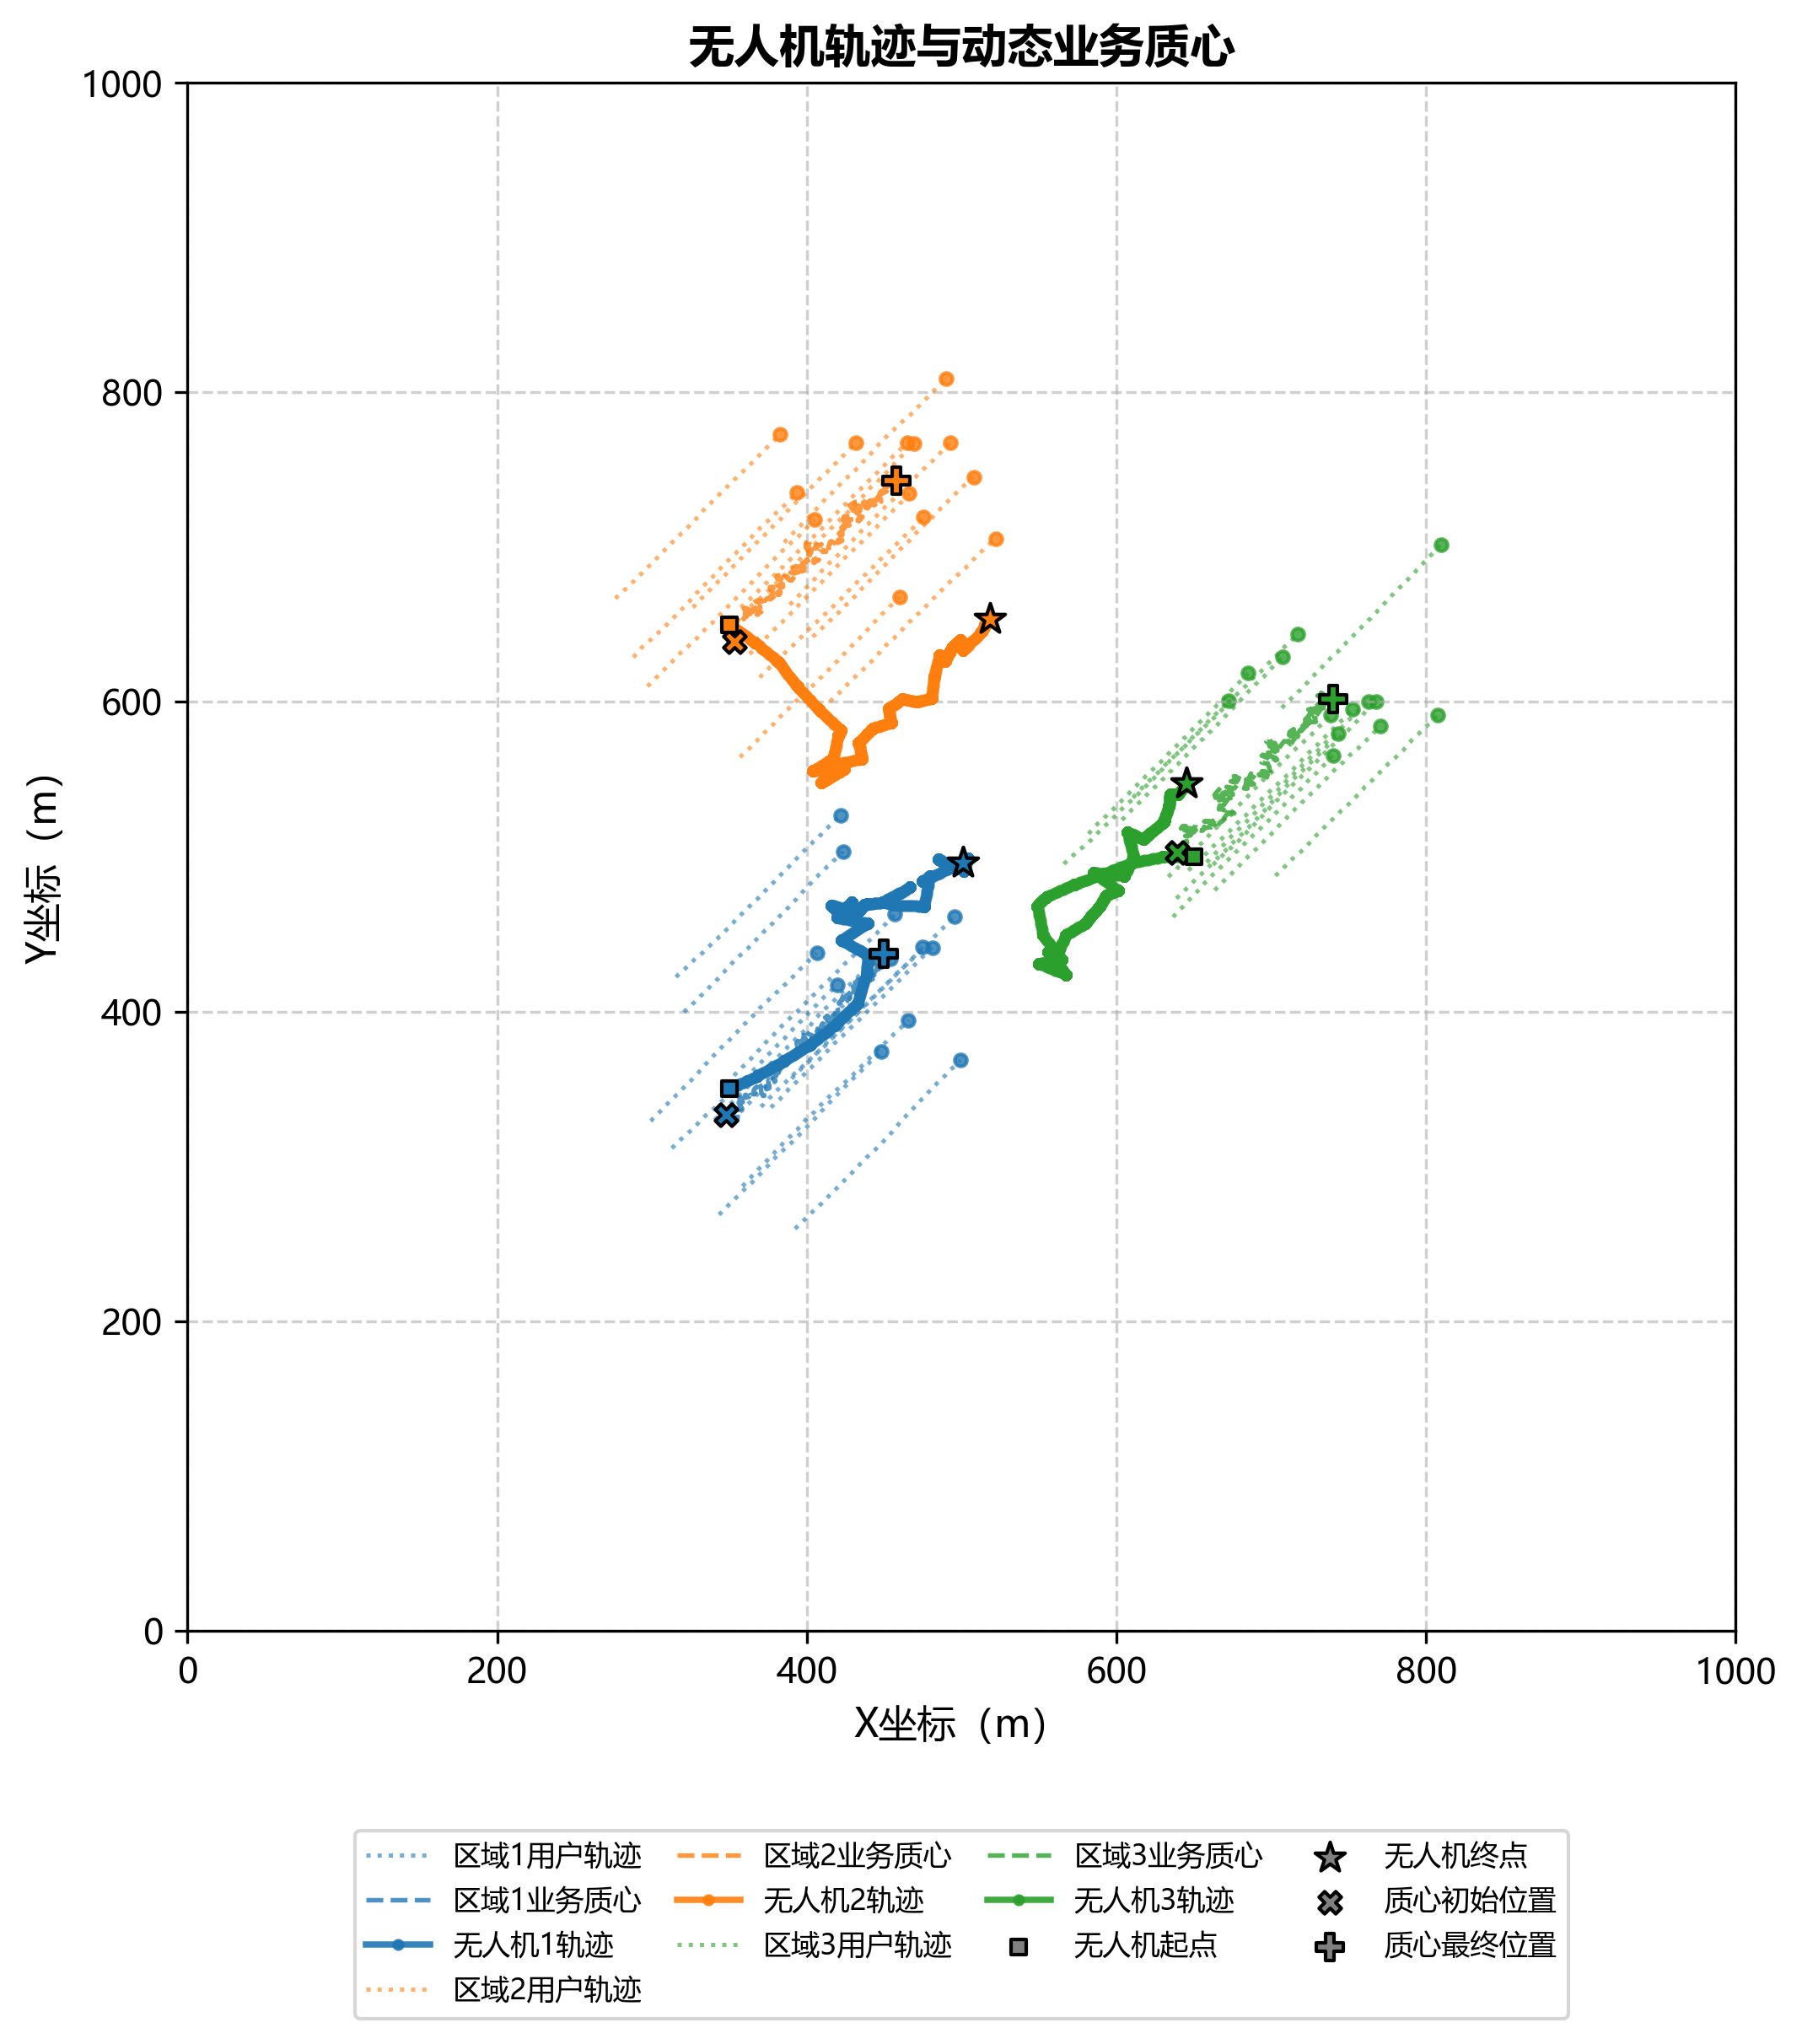 无人机轨迹与动态业务质心
1000
800
600
400
200
0
Y坐标（m）
0 200 400 600 800 1000
X坐标（m）
区域1用户轨迹 区域2业务质心 区域3业务质心 无人机终点
区域1业务质心 无人机2轨迹 无人机3轨迹 质心初始位置
无人机1轨迹 区域3用户轨迹 无人机起点 质心最终位置
区域2用户轨迹